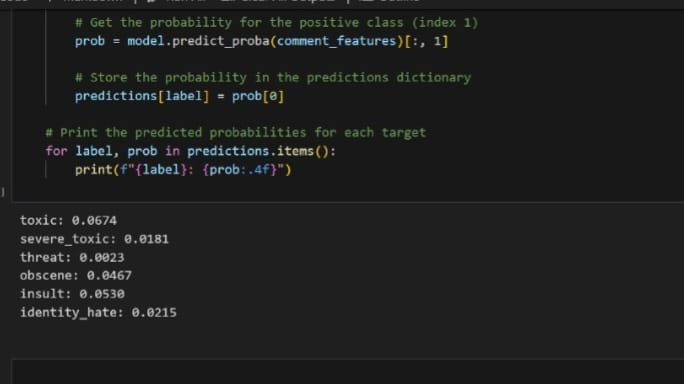 # Get the probability for the positive class (index 1)
prob = model.predict_proba(comment_features)[:, 1]
# Store the probability in the predictions dictionary
predictions[label] = prob[0]
# Print the predicted probabilities for each target
for label, prob in predictions.items():
print(f"{label}: {prob:.4f}")
]
toxic: 0.0674
severe_toxic: 0.0181
threat: 0.0023
obscene: 0.0467
insult: 0.0530
identity_hate: 0.0215